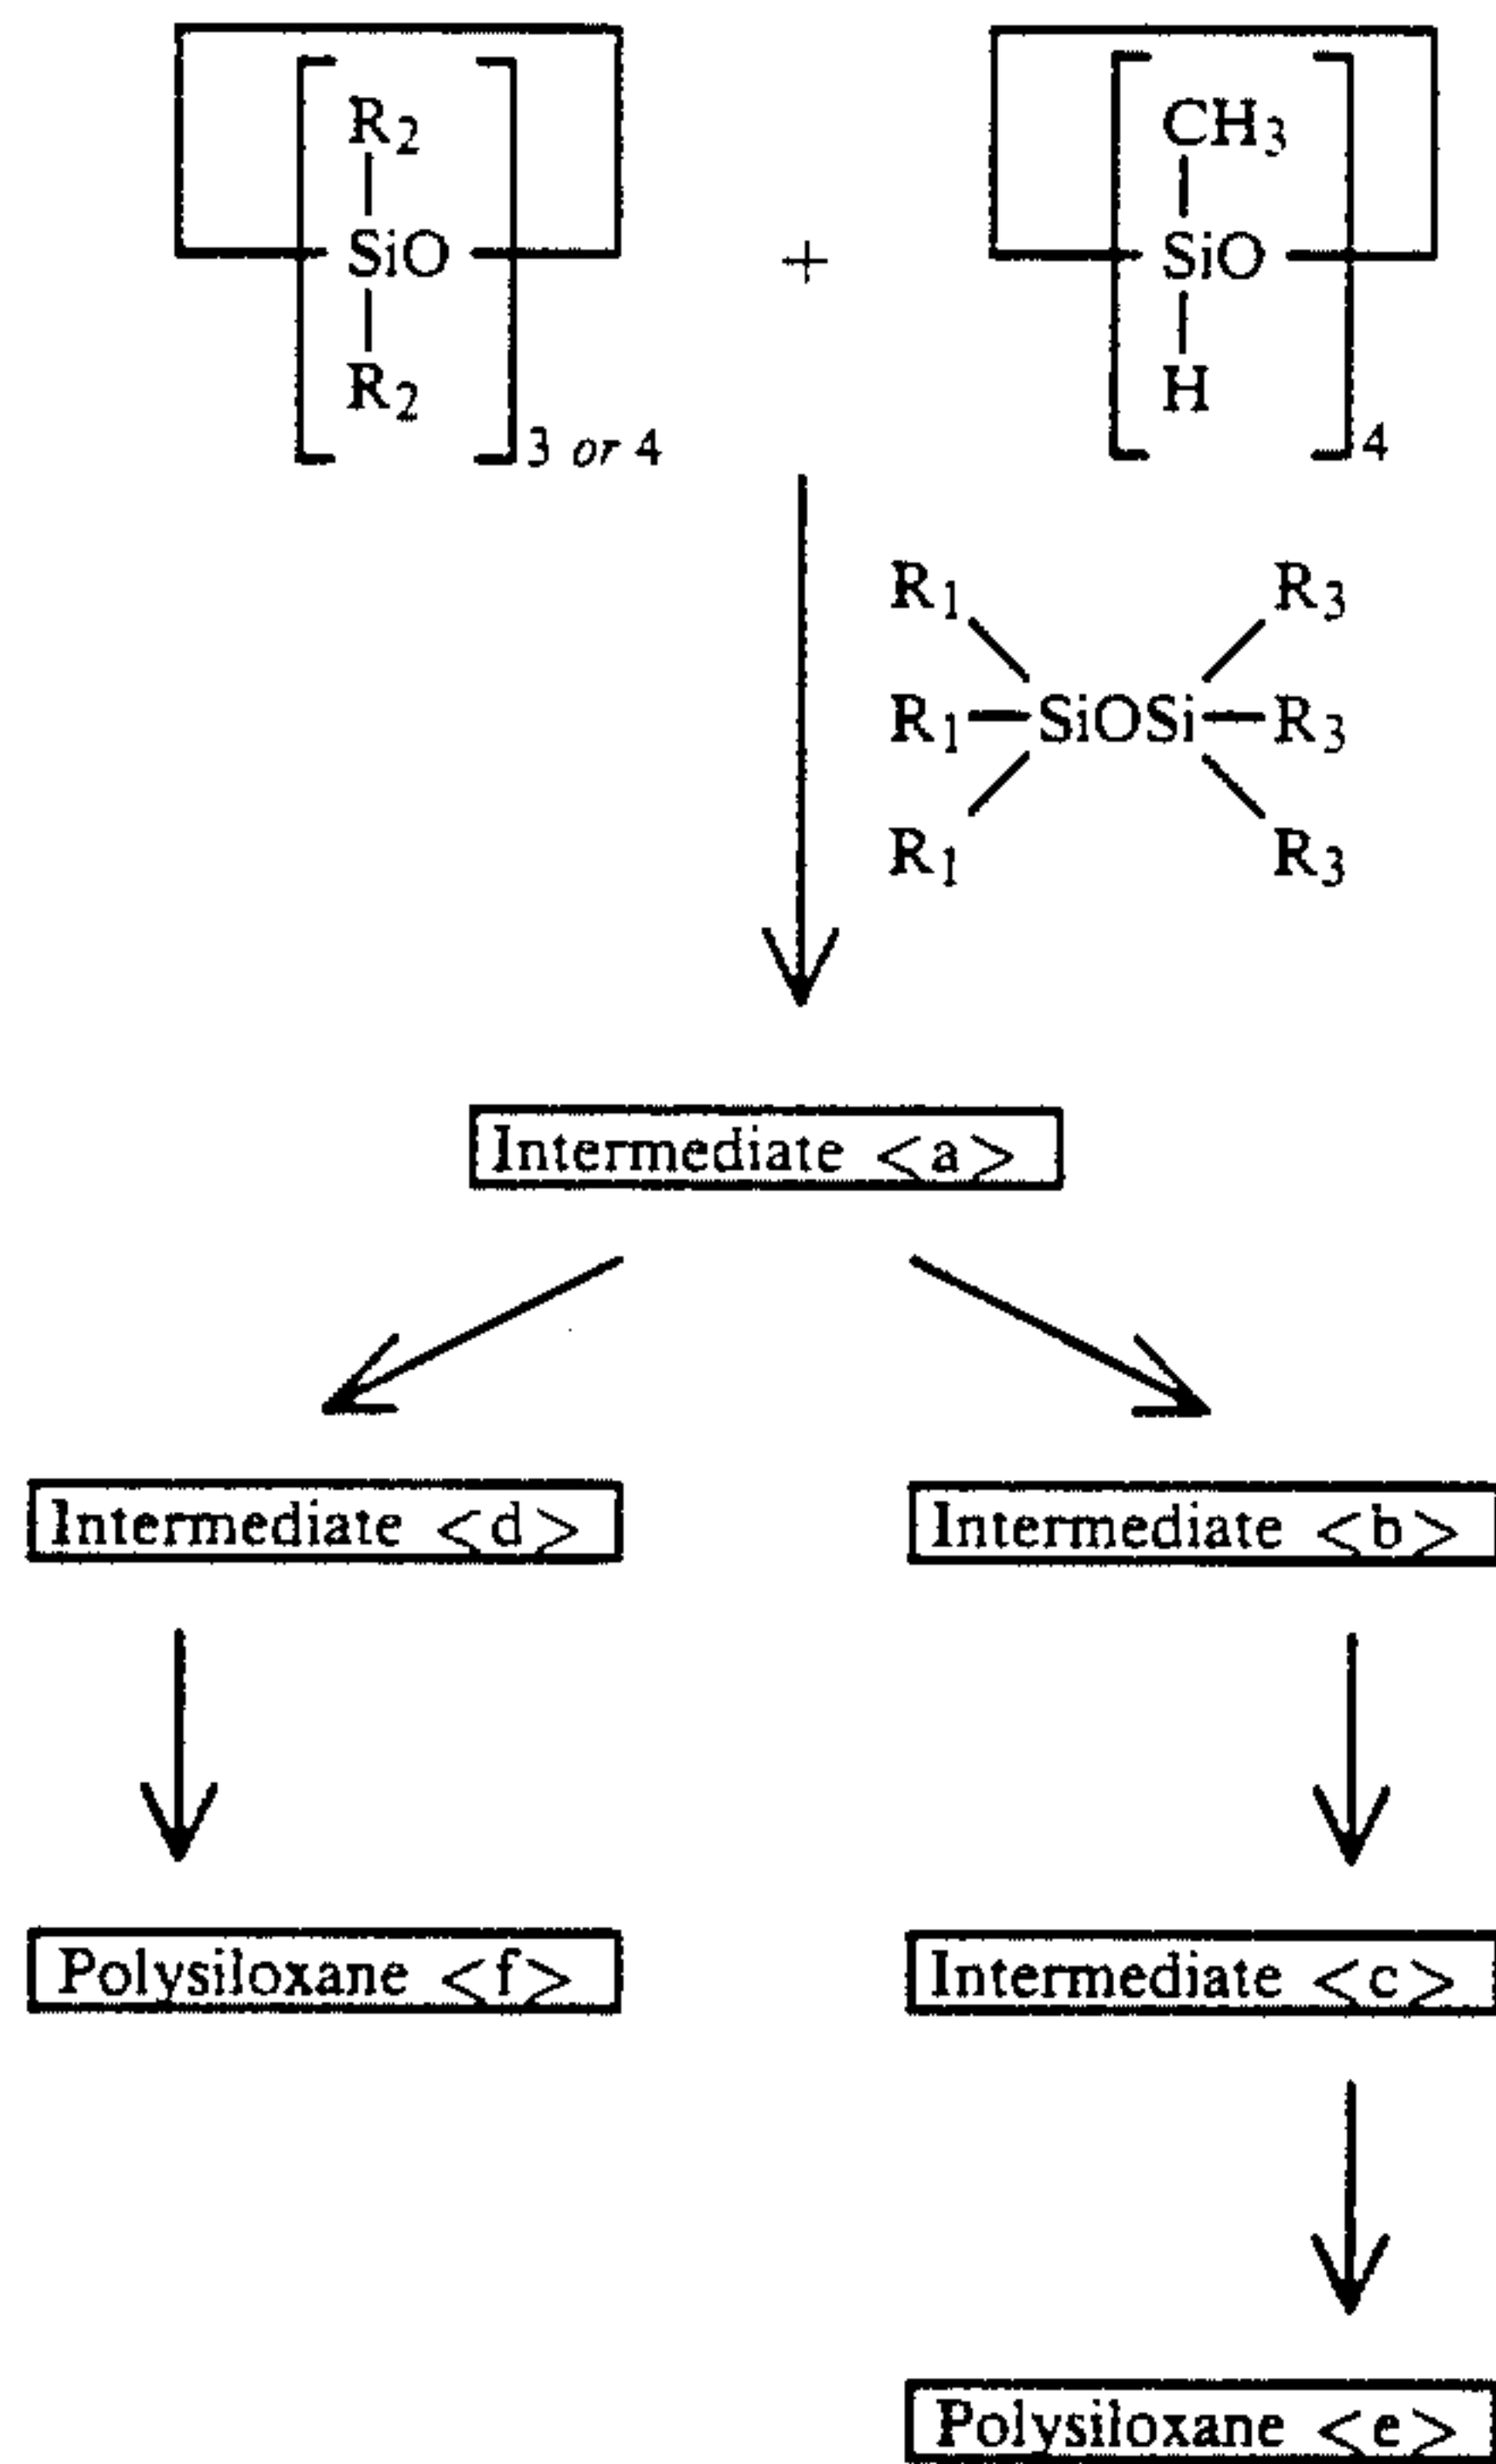 R2 CH3
SiO + SiO
R2 H
3 or 4 4
R1 R3
R1 SiOSi R3
R1 R3
Intermediate <a>
Intermediate <d> Intermediate <b>
Polysiloxane <f> Intermediate <c>
Polysiloxane <e>